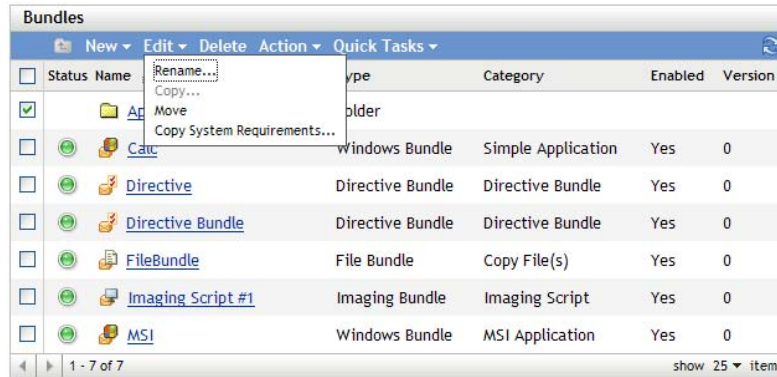 Bundles
New Edit Delete Action Quick Tasks
Status Name Type Category Enabled Version
Rename...
Copy...
Move
Copy System Requirements...
Calc Windows Bundle Simple Application Yes 0
Directive Directive Bundle Directive Bundle Yes 0
Directive Bundle Directive Bundle Directive Bundle Yes 0
FileBundle File Bundle Copy File(s) Yes 0
Imaging Script #1 Imaging Bundle Imaging Script Yes 0
MSI Windows Bundle MSI Application Yes 0
1 - 7 of 7 show 25 item